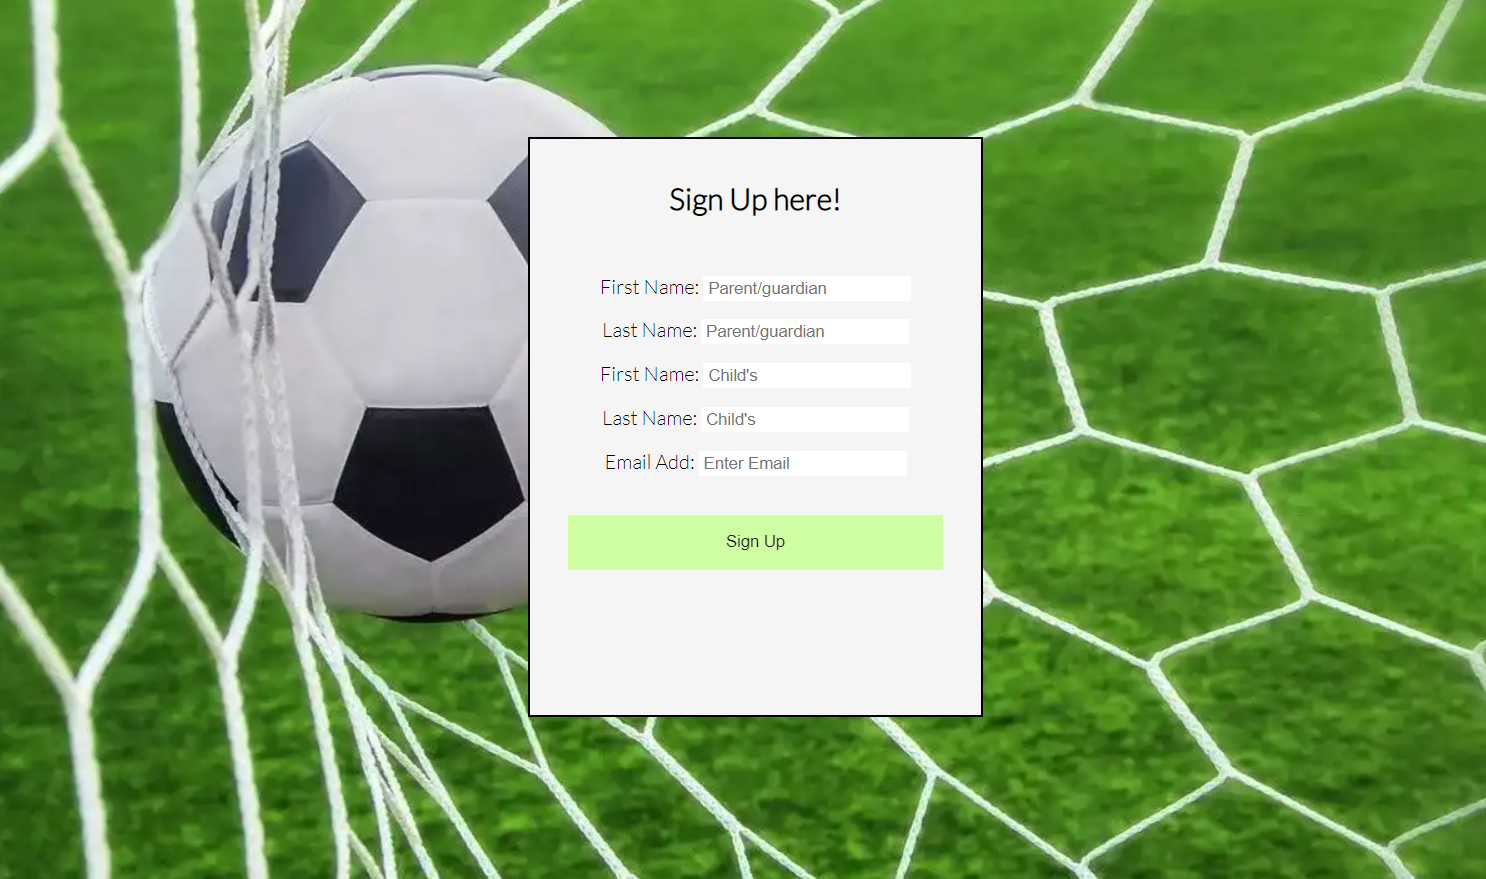 Sign Up here!
First Name: Parent/guardian
Last Name: Parent/guardian
First Name: Child's
Last Name: Child's
Email Add: Enter Email
Sign Up